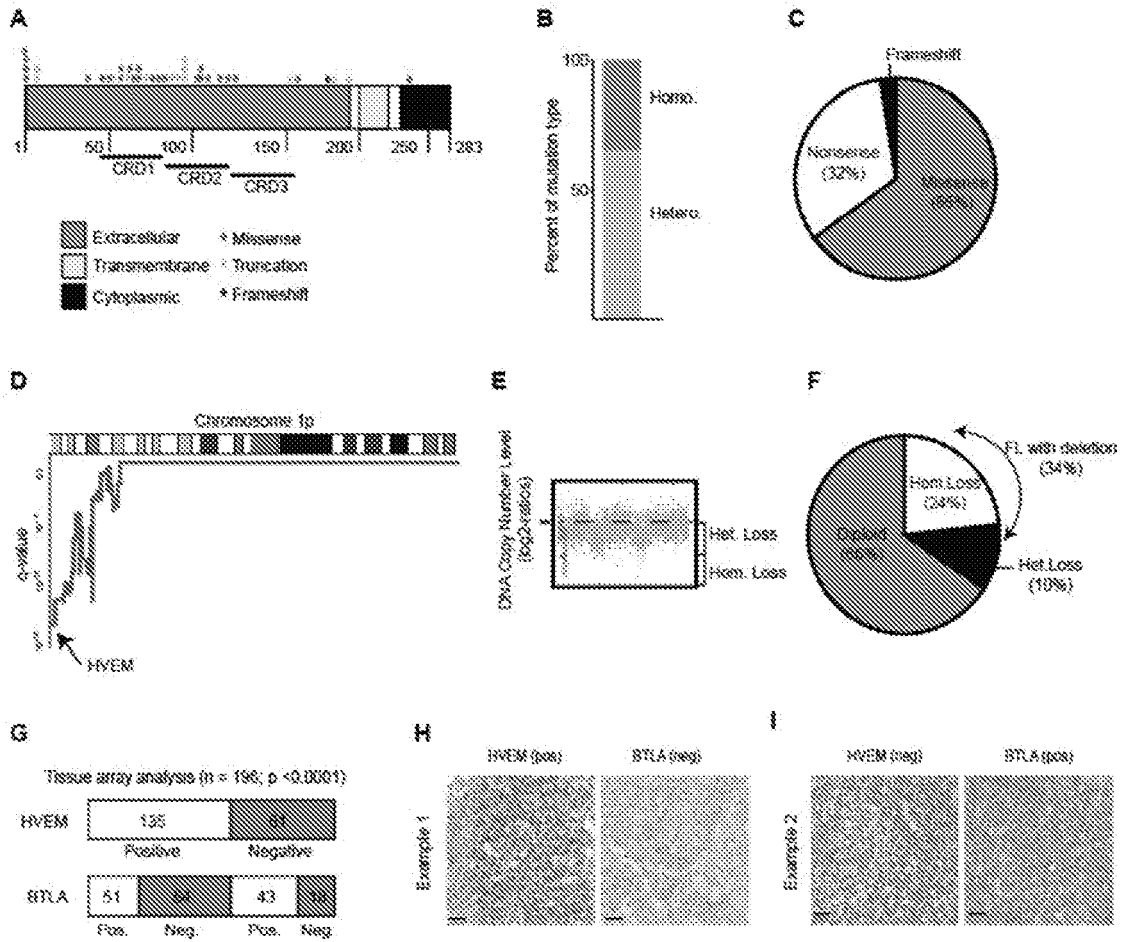 A
1
50
100
150
200
250
283
CRD1
CRD2
CRD3
Extracellular
Transmembrane
Cytoplasmic
Missense
Truncation
Frameshift
B
Percent of mutation type
100
50
Homo.
Hetero.
C
Frameshift
Nonsense
(32%)
Missense
D
Chromosome 1p
q-value
HVEM
E
DNA Copy Number Level
(log2-ratios)
Het. Loss
Hom. Loss
F
FL with deletion
(34%)
Hom.Loss
(24%)
Diploid
Het.Loss
(10%)
G
Tissue array analysis (n = 196; p <0.0001)
HVEM
135
61
Positive
Negative
BTLA
51
43
Pos.
Neg.
Pos.
Neg.
H
HVEM (pos)
BTLA (neg)
Example 1
I
HVEM (neg)
BTLA (pos)
Example 2